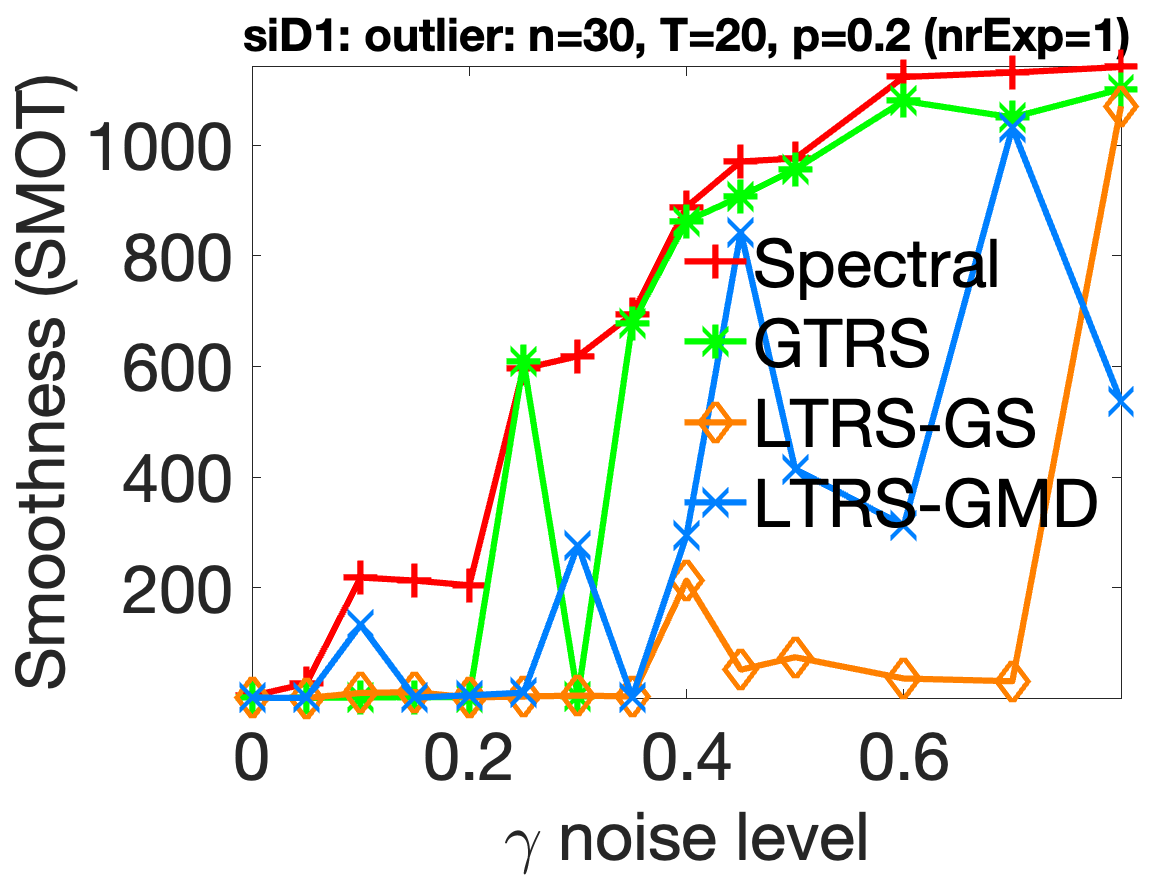 siD1: outlier: n=30, T=20, p=0.2 (nrExp=1)
Smoothness (SMOT)
1000
800
600
400
200
Spectral
GTRS
LTRS-GS
LTRS-GMD
0 0.2 0.4 0.6
γ noise level